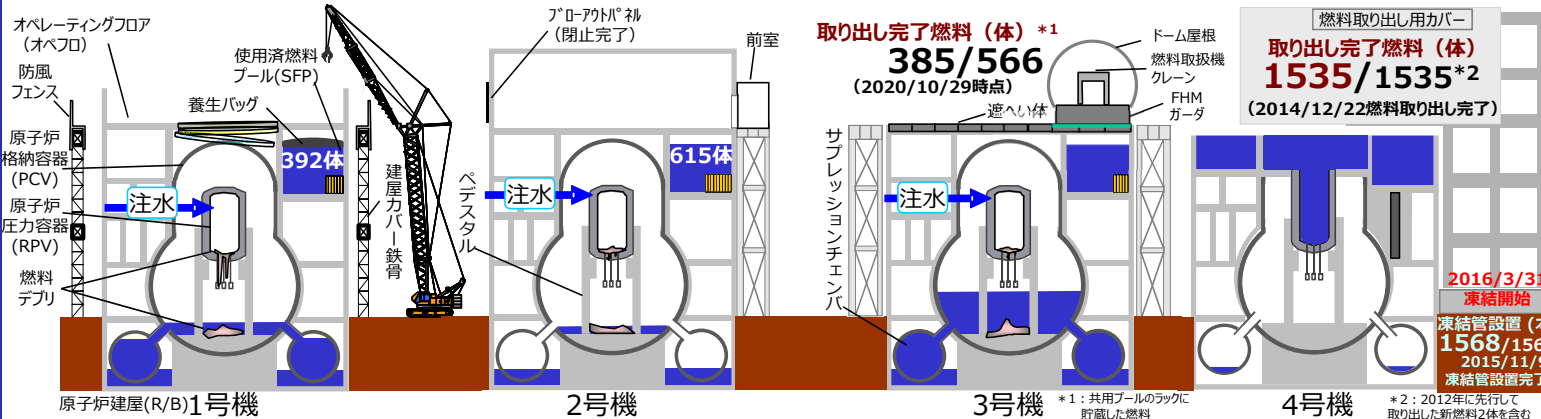 オペレーティングフロア
（オペフロ）
防風
フェンス
使用済燃料
プール(SFP)
養生バッグ
原子炉
格納容器
(PCV)
392体
注水
原子炉
圧力容器
(RPV)
燃料
デブリ
建屋カバー鉄骨
原子炉建屋(R/B)
1号機
ブローアウトパネル
（閉止完了）
前室
615体
注水
ペデスタル
2号機
取り出し完了燃料（体）*1
385/566
（2020/10/29時点）
ドーム屋根
燃料取扱機
クレーン
FHM
ガーダ
遮へい体
注水
サプレッションチェンバ
3号機
*1：共用プールのラックに
貯蔵した燃料
燃料取り出し用カバー
取り出し完了燃料（体）
1535/1535*2
（2014/12/22燃料取り出し完了）
4号機
*2：2012年に先行して
取り出した新燃料2体を含む
2016/3/31
凍結開始
凍結管設置（本
1568/156
2015/11/9
凍結管設置完了